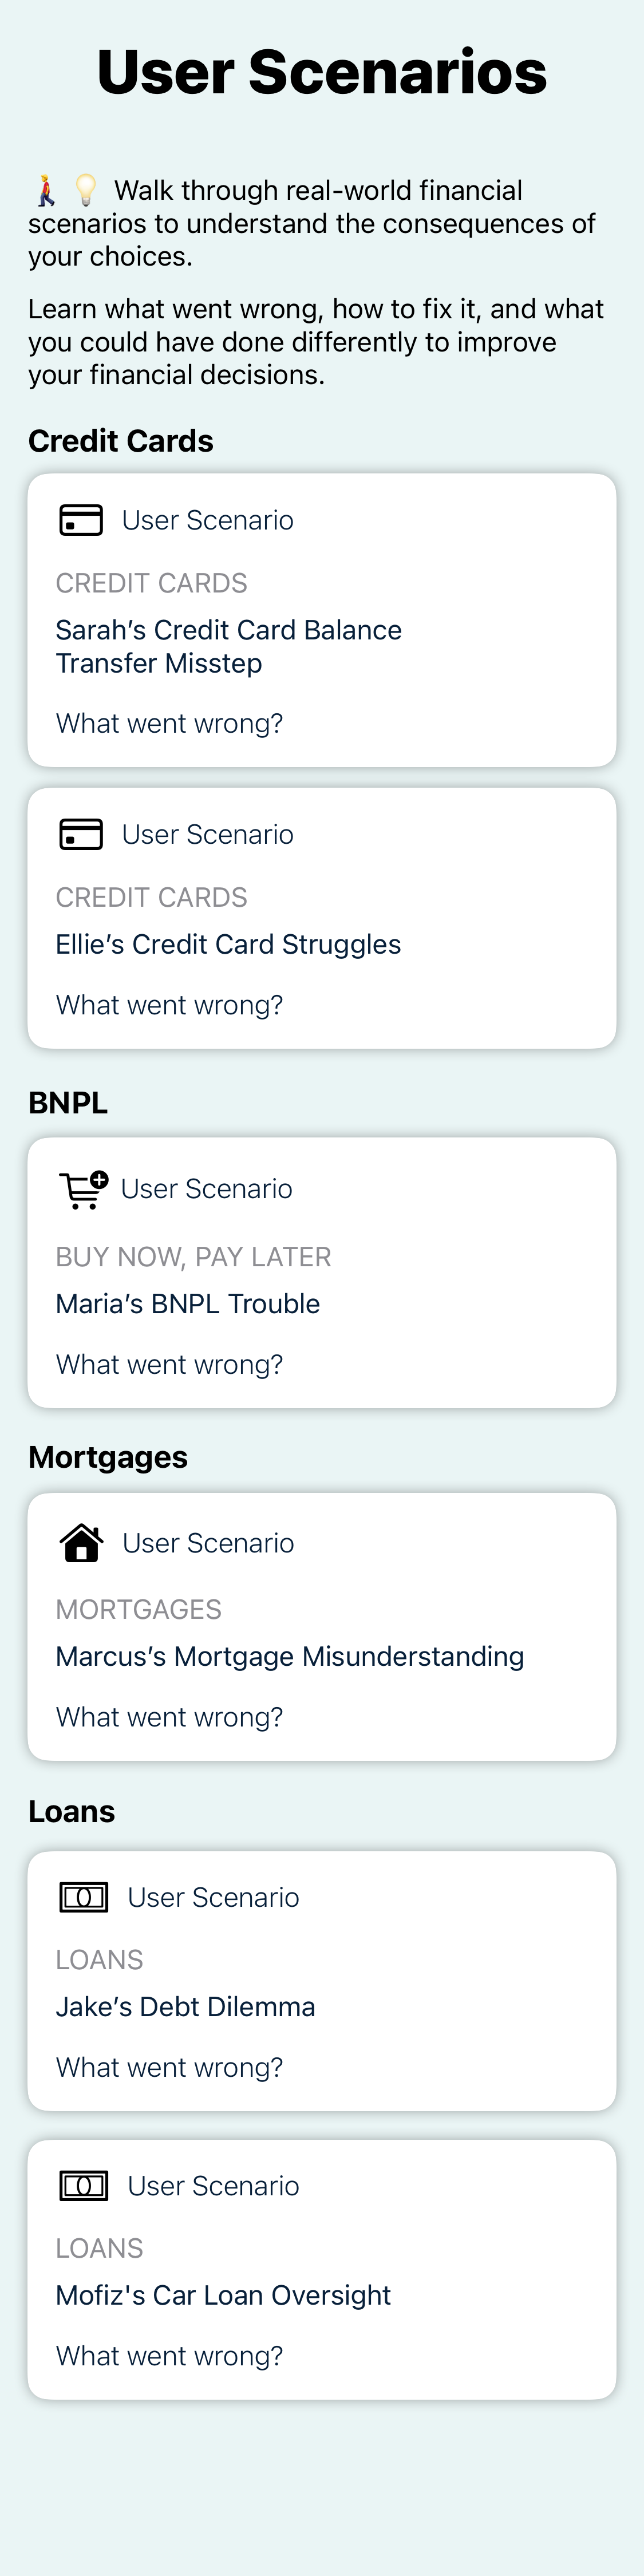 User Scenarios
🚶💡 Walk through real-world financial
scenarios to understand the consequences of
your choices.
Learn what went wrong, how to fix it, and what
you could have done differently to improve
your financial decisions.
Credit Cards
User Scenario
CREDIT CARDS
Sarah’s Credit Card Balance
Transfer Misstep
What went wrong?
User Scenario
CREDIT CARDS
Ellie’s Credit Card Struggles
What went wrong?
BNPL
User Scenario
BUY NOW, PAY LATER
Maria’s BNPL Trouble
What went wrong?
Mortgages
User Scenario
MORTGAGES
Marcus’s Mortgage Misunderstanding
What went wrong?
Loans
User Scenario
LOANS
Jake’s Debt Dilemma
What went wrong?
User Scenario
LOANS
Mofiz's Car Loan Oversight
What went wrong?